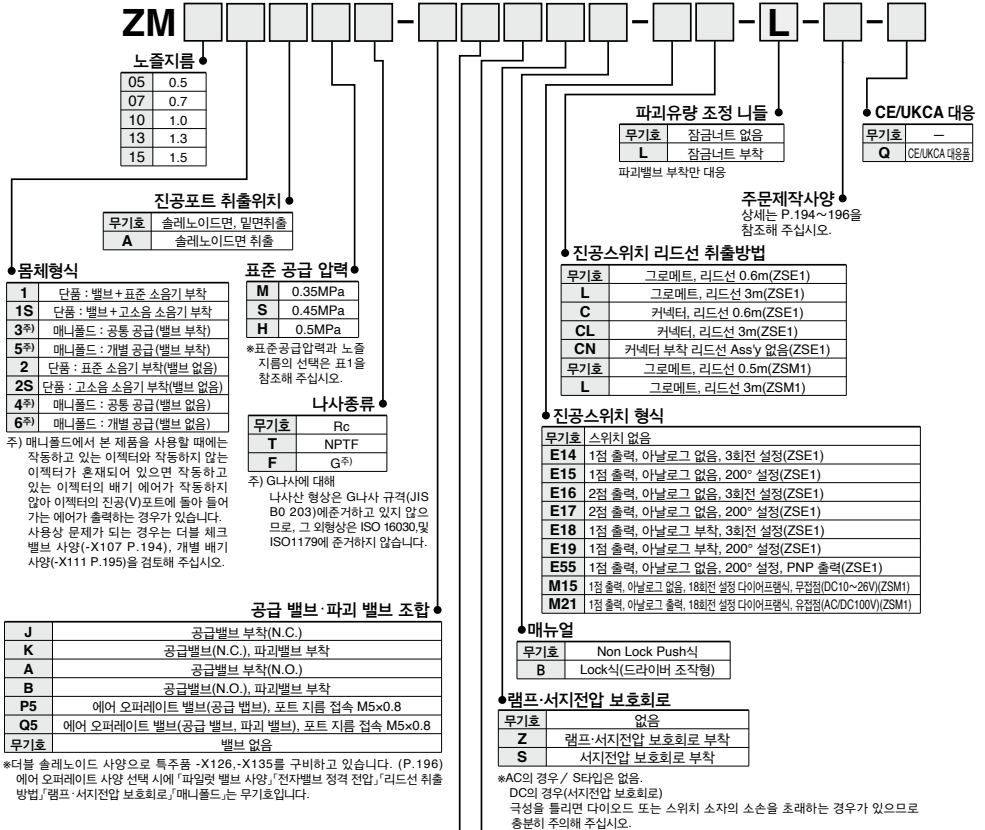 ZM□□□□□-□□□□□-□□-L-□-□
노즐지름
05 0.5
07 0.7
10 1.0
13 1.3
15 1.5
진공포트 취출위치
무기호 솔레노이드면, 밑면취출
A 솔레노이드면 취출
몸체형식
1 단품 : 밸브+표준 소음기 부착
1S 단품 : 밸브+고소음 소음기 부착
3주) 매니폴드 : 공통 공급(밸브 부착)
5주) 매니폴드 : 개별 공급(밸브 부착)
2 단품 : 표준 소음기 부착(밸브 없음)
2S 단품 : 고소음 소음기 부착(밸브 없음)
4주) 매니폴드 : 공통 공급(밸브 없음)
6주) 매니폴드 : 개별 공급(밸브 없음)
주) 매니폴드에서 본 제품을 사용할 때에는
작동하고 있는 이젝터와 작동하지 않는
이젝터가 혼재되어 있으면 작동하고
있는 이젝터의 배기 에어가 작동하지
않아 이젝터의 진공(V)포트에 돌아 들어
가는 에어가 출력하는 경우가 있습니다.
사용상 문제가 되는 경우는 더블 체크
밸브 사양(-X107 P.194), 개별 배기
사양(-X111 P.195)을 검토해 주십시오.
표준 공급 압력
M 0.35MPa
S 0.45MPa
H 0.5MPa
※표준공급압력과 노즐
지름의 선택은 표1을
참조해 주십시오.
나사종류
무기호 Rc
T NPTF
F G주)
주) G나사에 대해
나사산 형상은 G나사 규격(JIS
B0 203)에준거하고 있지 않으
므로, 그 외형상은 ISO 16030,및
ISO1179에 준거하지 않습니다.
공급 밸브·파괴 밸브 조합
J 공급밸브 부착(N.C.)
K 공급밸브(N.C.), 파괴밸브 부착
A 공급밸브 부착(N.O.)
B 공급밸브(N.O.), 파괴밸브 부착
P5 에어 오퍼레이트 밸브(공급 밸브), 포트 지름 접속 M5×0.8
Q5 에어 오퍼레이트 밸브(공급 밸브, 파괴 밸브), 포트 지름 접속 M5×0.8
무기호 밸브 없음
※더블 솔레노이드 사양으로 특주품 -X126,-X135를 구비하고 있습니다. (P.196)
에어 오퍼레이트 사양 선택 시에 「파일럿 밸브 사양」「전자밸브 정격 전압」「리드선 취출
방법」「램프·서지전압 보호회로」「매니폴드」는 무기호입니다.
파괴유량 조정 니들
무기호 잠금너트 없음
L 잠금너트 부착
파괴밸브 부착만 대응
CE/UKCA 대응
무기호 —
Q CE/UKCA 대응품
주문제작사양
상세는 P.194～196을
참조해 주십시오.
진공스위치 리드선 취출방법
무기호 그로메트, 리드선 0.6m(ZSE1)
L 그로메트, 리드선 3m(ZSE1)
C 커넥터, 리드선 0.6m(ZSE1)
CL 커넥터, 리드선 3m(ZSE1)
CN 커넥터 부착 리드선 Ass'y 없음(ZSE1)
무기호 그로메트, 리드선 0.5m(ZSM1)
L 그로메트, 리드선 3m(ZSM1)
진공스위치 형식
무기호 스위치 없음
E14 1점 출력, 아날로그 없음, 3회전 설정(ZSE1)
E15 1점 출력, 아날로그 없음, 200° 설정(ZSE1)
E16 2점 출력, 아날로그 없음, 3회전 설정(ZSE1)
E17 2점 출력, 아날로그 없음, 200° 설정(ZSE1)
E18 1점 출력, 아날로그 부착, 3회전 설정(ZSE1)
E19 1점 출력, 아날로그 부착, 200° 설정(ZSE1)
E55 1점 출력, 아날로그 없음, 200° 설정, PNP 출력(ZSE1)
M15 1점 출력, 아날로그 없음, 18회전 설정 다이어프램식, 무접점(DC10～26V)(ZSM1)
M21 1점 출력, 아날로그 출력, 18회전 설정 다이어프램식, 유접점(AC/DC100V)(ZSM1)
매뉴얼
무기호 Non Lock Push식
B Lock식(드라이버 조작형)
램프·서지전압 보호회로
무기호 없음
Z 램프·서지전압 보호회로 부착
S 서지전압 보호회로 부착
※AC의 경우／ S타입은 없음.
DC의 경우(서지전압 보호회로)
극성을 틀리면 다이오드 또는 스위치 소자의 소손을 초래하는 경우가 있으므로
충분히 주의해 주십시오.